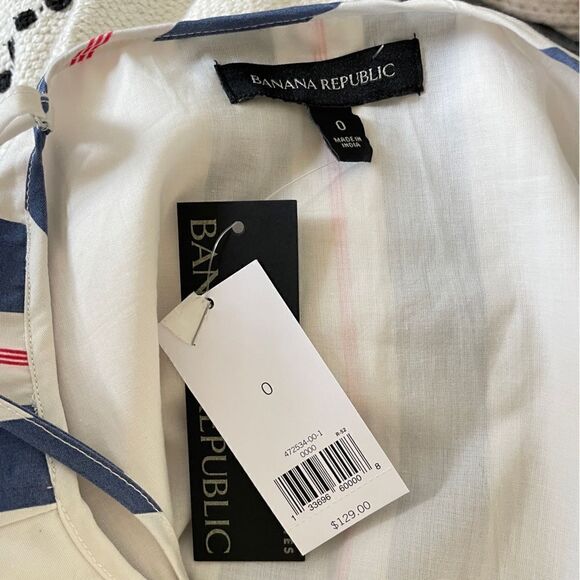 BANANA REPUBLIC
0
MADE IN
INDIA
BANANA REPUBLIC
0
R-52
472534-00-1
0000
1 33696 60000 8
$129.00